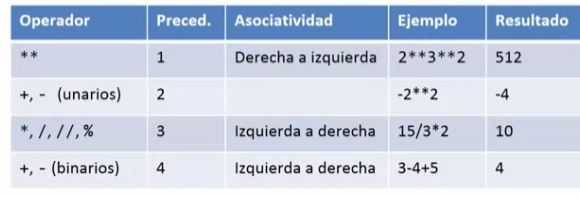 Operador Preced. Asociatividad Ejemplo Resultado
** 1 Derecha a izquierda 2**3**2 512
+, - (unarios) 2 -2**2 -4
*, /, //, % 3 Izquierda a derecha 15/3*2 10
+, - (binarios) 4 Izquierda a derecha 3-4+5 4